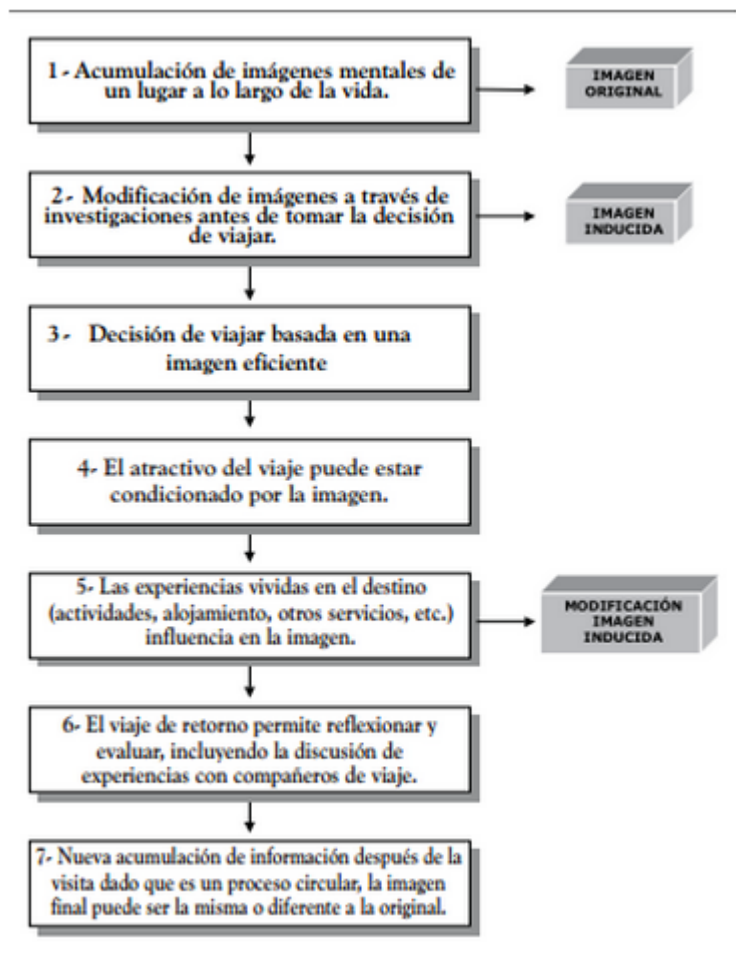 1 - Acumulación de imágenes mentales de
un lugar a lo largo de la vida.
IMAGEN
ORIGINAL
2- Modificación de imágenes a través de
investigaciones antes de tomar la decisión
de viajar.
IMAGEN
INDUCIDA
3- Decisión de viajar basada en una
imagen eficiente
4- El atractivo del viaje puede estar
condicionado por la imagen.
5- Las experiencias vividas en el destino
(actividades, alojamiento, otros servicios, etc.)
influencia en la imagen.
MODIFICACIÓN
IMAGEN
INDUCIDA
6- El viaje de retorno permite reflexionar y
evaluar, incluyendo la discusión de
experiencias con compañeros de viaje.
7- Nueva acumulación de información después de la
visita dado que es un proceso circular, la imagen
final puede ser la misma o diferente a la original.